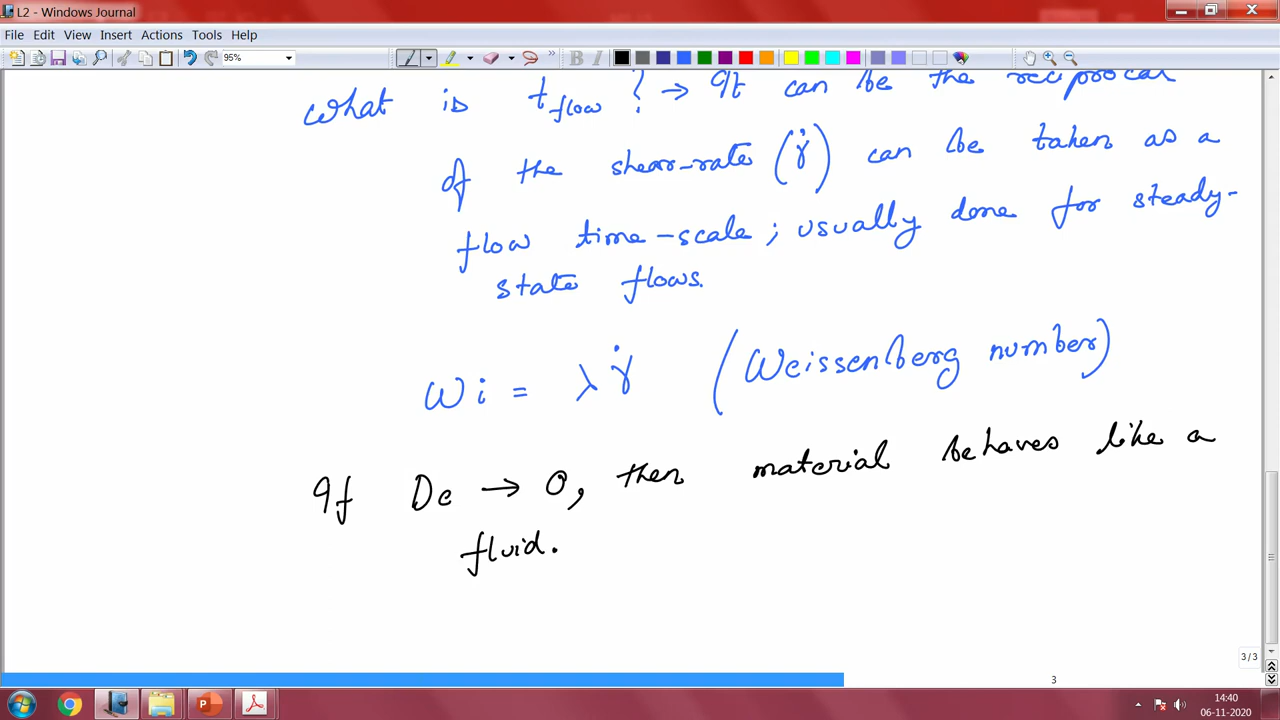 L2 - Windows Journal
File Edit View Insert Actions Tools Help
95%
B I
What is t_flow ? → It can be the reciprocal
of the shear-rate (γ̇) can be taken as a
flow time-scale; usually done for steady-
state flows.
Wi = λγ̇ (Weissenberg number)
If De → 0, then material behaves like a
fluid.
3/3
3
14:40
06-11-2020